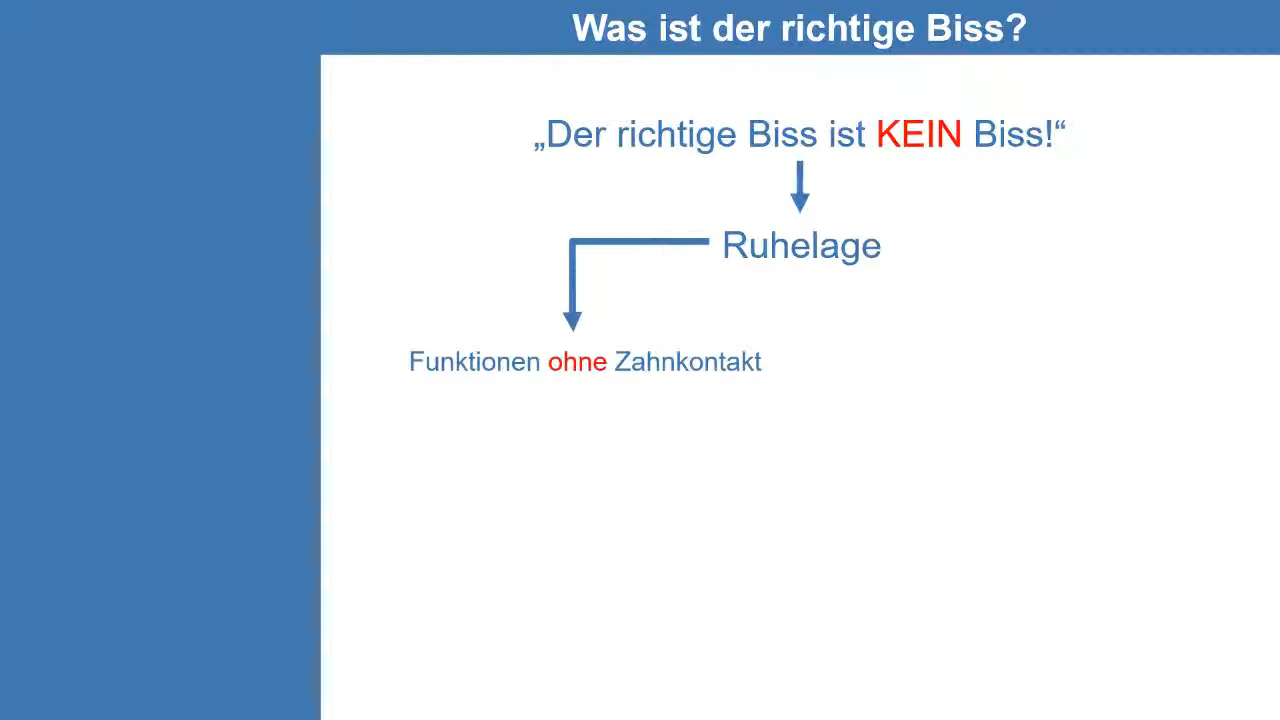 Was ist der richtige Biss?
„Der richtige Biss ist KEIN Biss!“
Ruhelage
Funktionen ohne Zahnkontakt